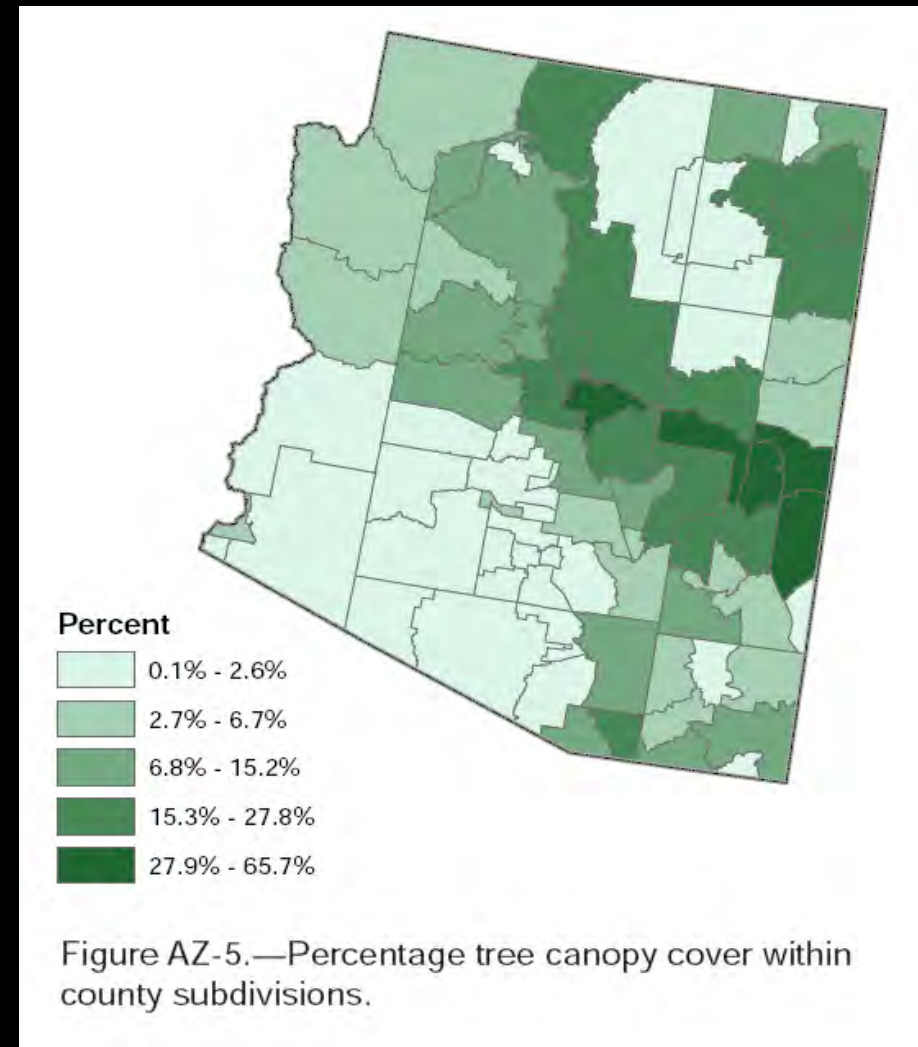 Percent
0.1% - 2.6%
2.7% - 6.7%
6.8% - 15.2%
15.3% - 27.8%
27.9% - 65.7%
Figure AZ-5.—Percentage tree canopy cover within
county subdivisions.